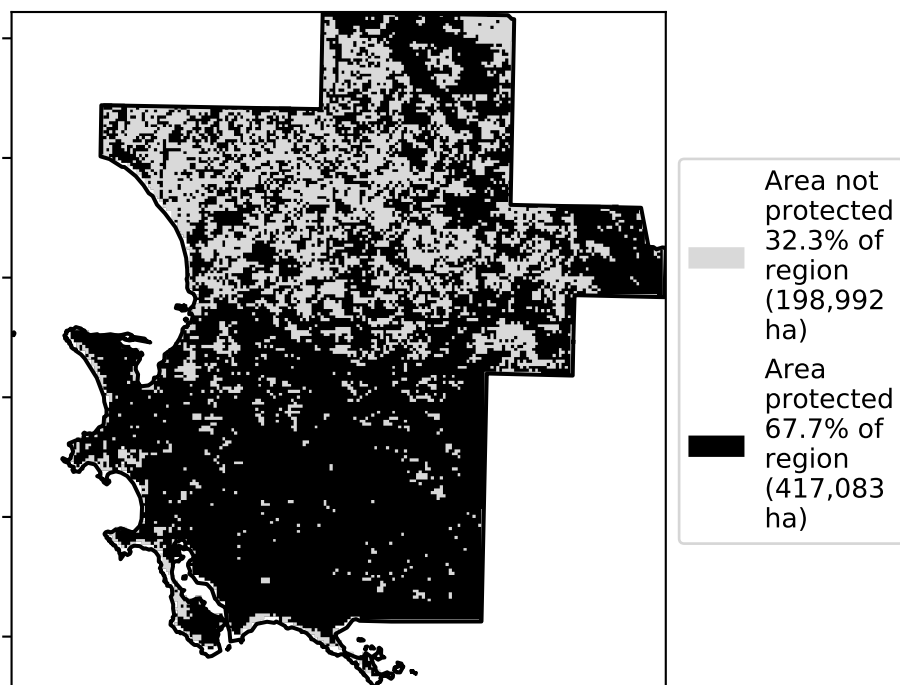 Area not
protected
32.3% of
region
(198,992
ha)
Area
protected
67.7% of
region
(417,083
ha)